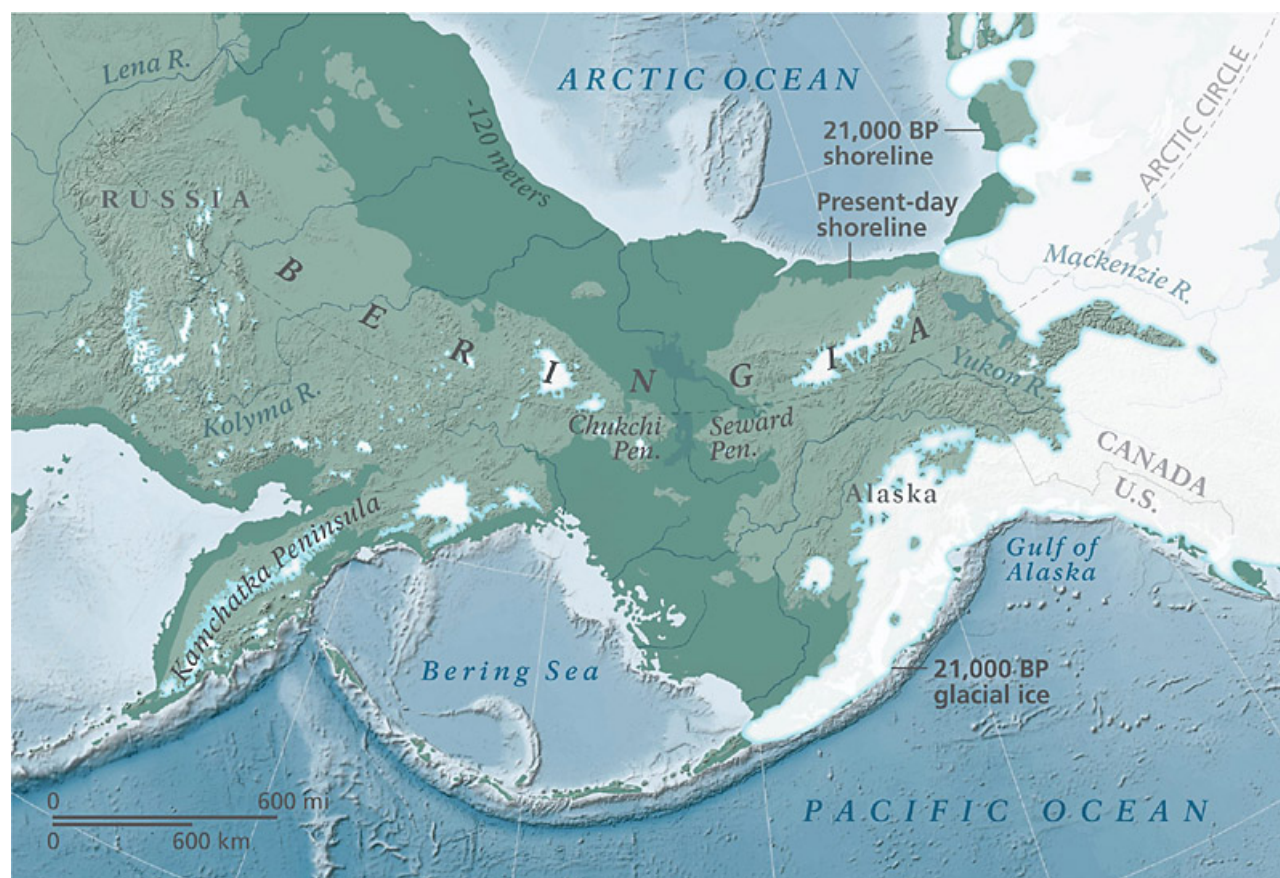 Lena R.
ARCTIC OCEAN
ARCTIC CIRCLE
-120 meters
21,000 BP
shoreline
RUSSIA
Present-day
shoreline
Mackenzie R.
BERINGIA
Yukon R.
Kolyma R.
Chukchi
Pen.
Seward
Pen.
CANADA
U.S.
Alaska
Kamchatka Peninsula
Gulf of
Alaska
Bering Sea
21,000 BP
glacial ice
0 600 mi
0 600 km
PACIFIC OCEAN